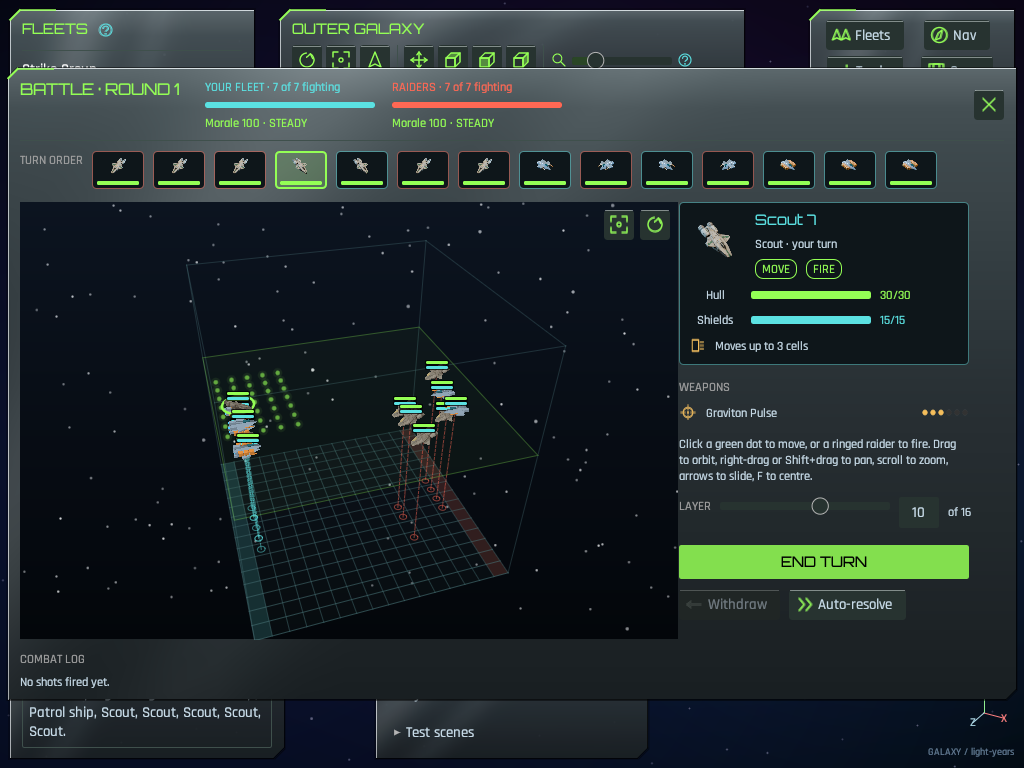 FLEETS
OUTER GALAXY
Fleets
Nav
BATTLE · ROUND 1
YOUR FLEET · 7 of 7 fighting
RAIDERS · 7 of 7 fighting
Morale 100 · STEADY
Morale 100 · STEADY
TURN ORDER
Scout 7
Scout · your turn
MOVE
FIRE
Hull
30/30
Shields
15/15
Moves up to 3 cells
WEAPONS
Graviton Pulse
Click a green dot to move, or a ringed raider to fire. Drag
to orbit, right-drag or Shift+drag to pan, scroll to zoom,
arrows to slide, F to centre.
LAYER
10
of 16
END TURN
Withdraw
Auto-resolve
COMBAT LOG
No shots fired yet.
Patrol ship, Scout, Scout, Scout, Scout,
Scout.
Test scenes
Z
X
GALAXY / light-years